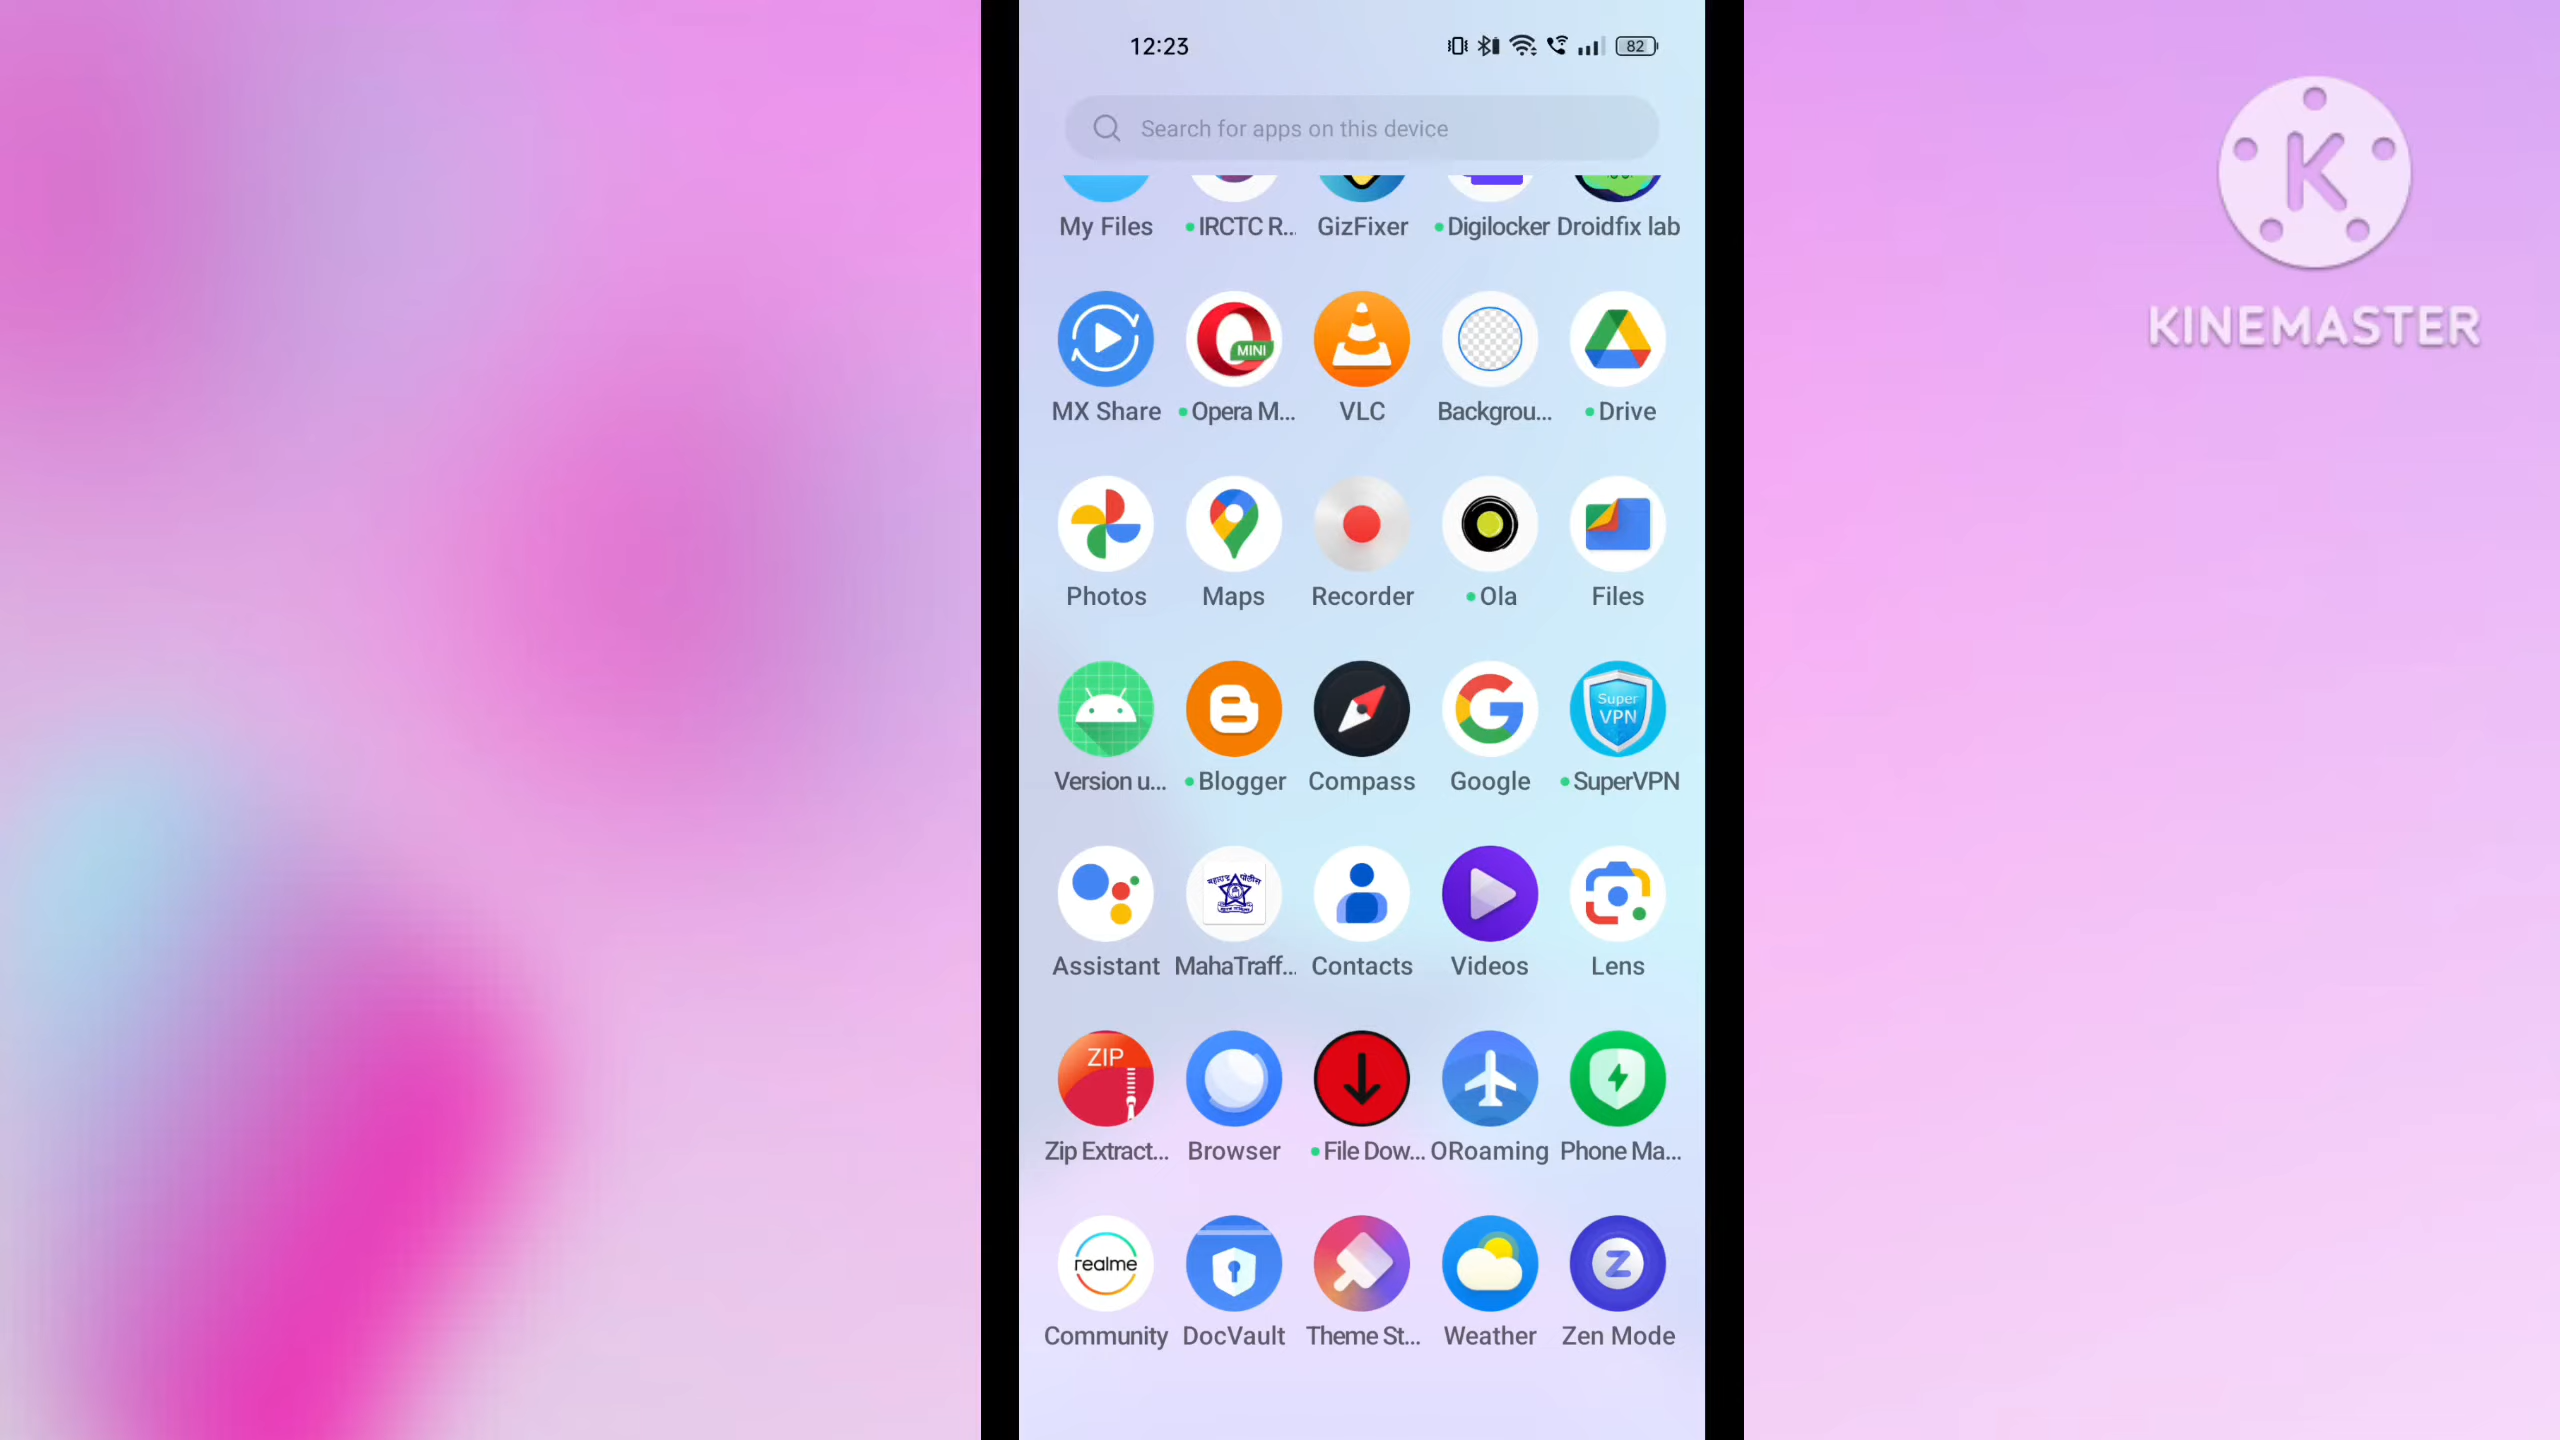 12:23
82
K
KINEMASTER
Search for apps on this device
My Files IRCTC R... GizFixer Digilocker Droidfix lab
MINI
MX Share Opera M... VLC Backgrou... Drive
Photos Maps Recorder Ola Files
Super
VPN
Version u... Blogger Compass Google SuperVPN
Assistant MahaTraff... Contacts Videos Lens
ZIP
Zip Extract... Browser File Dow... ORoaming Phone Ma...
realme
Z
Community DocVault Theme St... Weather Zen Mode